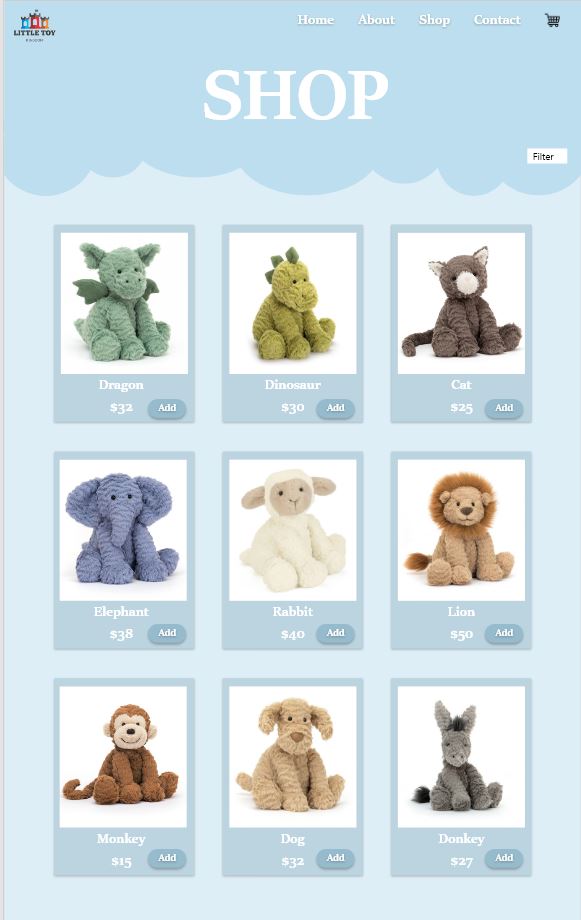 LITTLE TOY
KINGDOM
Home About Shop Contact
SHOP
Filter
Dragon
$32 Add
Dinosaur
$30 Add
Cat
$25 Add
Elephant
$38 Add
Rabbit
$40 Add
Lion
$50 Add
Monkey
$15 Add
Dog
$32 Add
Donkey
$27 Add